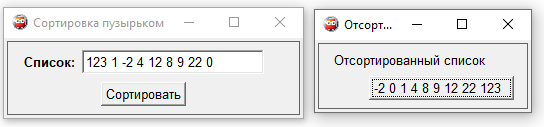 Сортировка пузырьком
Список: 123 1 -2 4 12 8 9 22 0
Сортировать
Отсорт...
Отсортированный список
-2 0 1 4 8 9 12 22 123